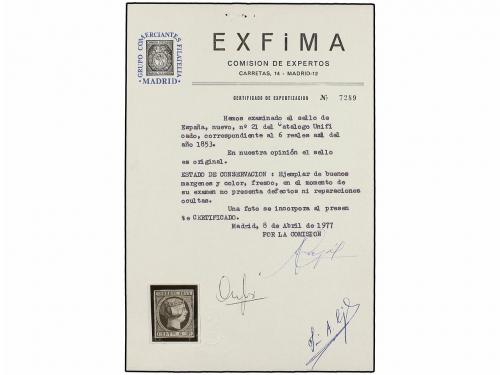 GRUPO COMERCIANTES FILATELIA
MADRID
EXFiMA
COMISION DE EXPERTOS
CARRETAS, 14 - MADRID-12
CERTIFICADO DE EXPERTIZACION Nº 7289
Hemos examinado el sello de
España, nuevo, nº 21 del Catalogo Unifi
cado, correspondiente al 6 reales azul del
año 1853.
En nuestra opinión el sello
es original.
ESTADO DE CONSERVACION: Ejemplar de buenos
margenes y color, fresco, en el momento de
su examen no presenta defectos ni reparaciones
ocultas.
Una foto se incorpora al presen
te CERTIFICADO.
Madrid, 8 de Abril de 1977
POR LA COMISION